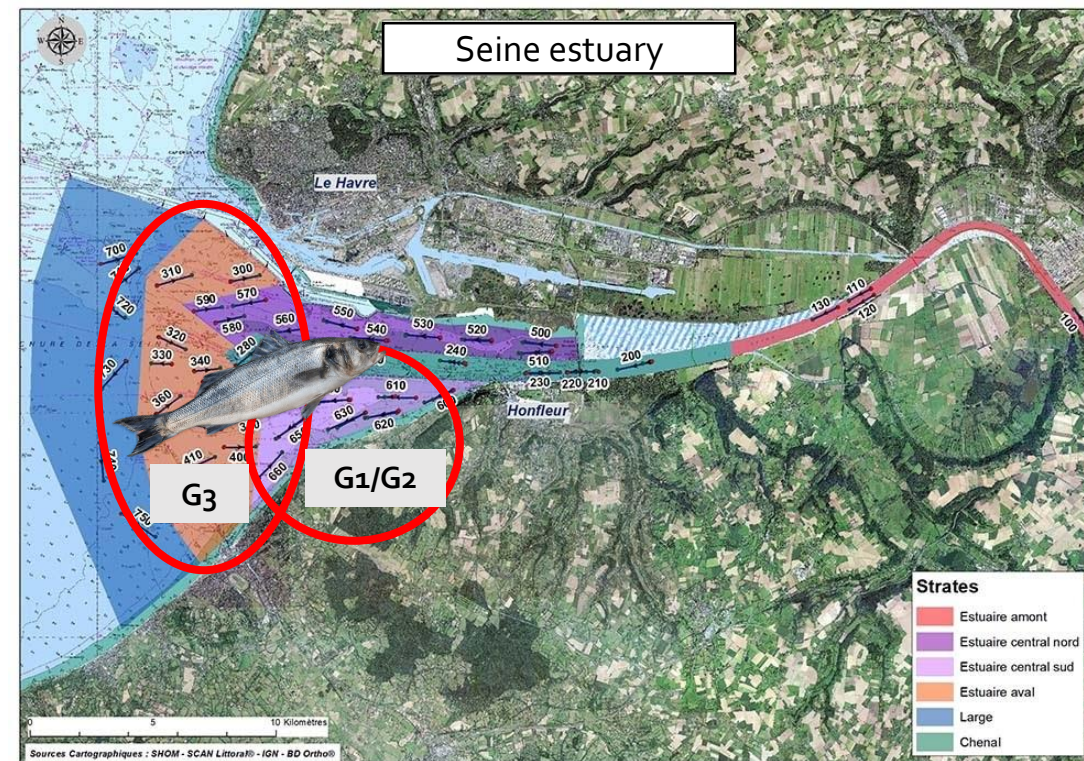 Seine estuary
Le Havre
Honfleur
700
720
730
740
750
310
300
590
570
580
560
550
540
530
520
500
320
330
340
280
360
410
400
240
510
230
220
210
200
610
630
620
650
660
130
110
120
100
G3
G1/G2
Strates
Estuaire amont
Estuaire central nord
Estuaire central sud
Estuaire aval
Large
Chenal
0 5 10 Kilomètres
Sources Cartographiques : SHOM - SCAN Littoral® - IGN - BD Ortho®